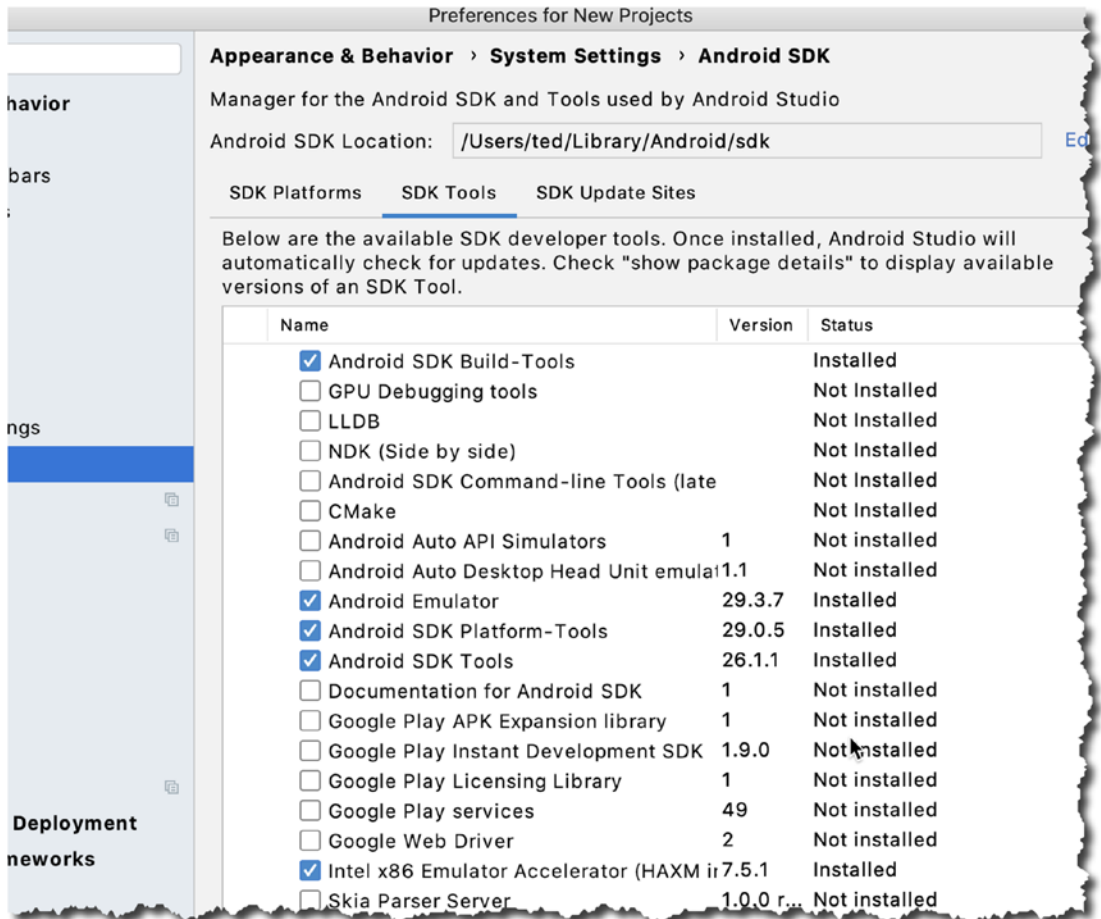 Preferences for New Projects
Appearance & Behavior › System Settings › Android SDK
havior
Manager for the Android SDK and Tools used by Android Studio
Android SDK Location: /Users/ted/Library/Android/sdk Ed
bars
SDK Platforms SDK Tools SDK Update Sites
Below are the available SDK developer tools. Once installed, Android Studio will
automatically check for updates. Check "show package details" to display available
versions of an SDK Tool.
Name Version Status
Android SDK Build-Tools Installed
GPU Debugging tools Not Installed
LLDB Not Installed
ngs
NDK (Side by side) Not Installed
Android SDK Command-line Tools (late Not Installed
CMake Not Installed
Android Auto API Simulators 1 Not installed
Android Auto Desktop Head Unit emulat 1.1 Not installed
Android Emulator 29.3.7 Installed
Android SDK Platform-Tools 29.0.5 Installed
Android SDK Tools 26.1.1 Installed
Documentation for Android SDK 1 Not installed
Google Play APK Expansion library 1 Not installed
Google Play Instant Development SDK 1.9.0 Not installed
Google Play Licensing Library 1 Not installed
Google Play services 49 Not installed
Deployment
Google Web Driver 2 Not installed
neworks
Intel x86 Emulator Accelerator (HAXM in 7.5.1 Installed
Skia Parser Server 1.0.0 r... Not installed